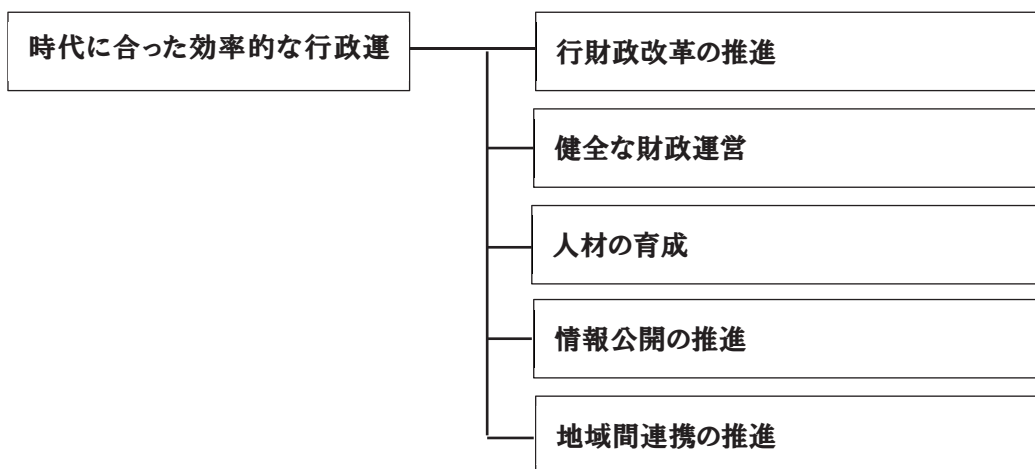 時代に合った効率的な行政運
行財政改革の推進
健全な財政運営
人材の育成
情報公開の推進
地域間連携の推進